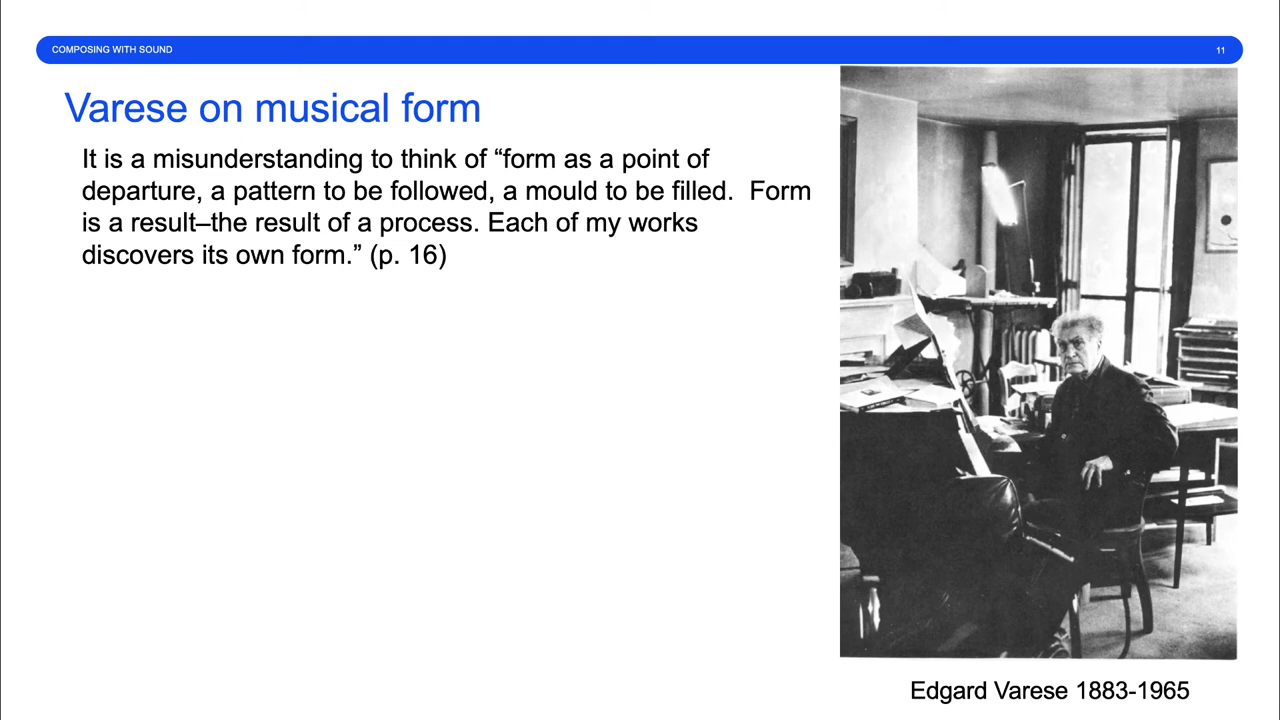 COMPOSING WITH SOUND
11
Varese on musical form
It is a misunderstanding to think of “form as a point of
departure, a pattern to be followed, a mould to be filled.  Form
is a result–the result of a process. Each of my works
discovers its own form.” (p. 16)
Edgard Varese 1883-1965